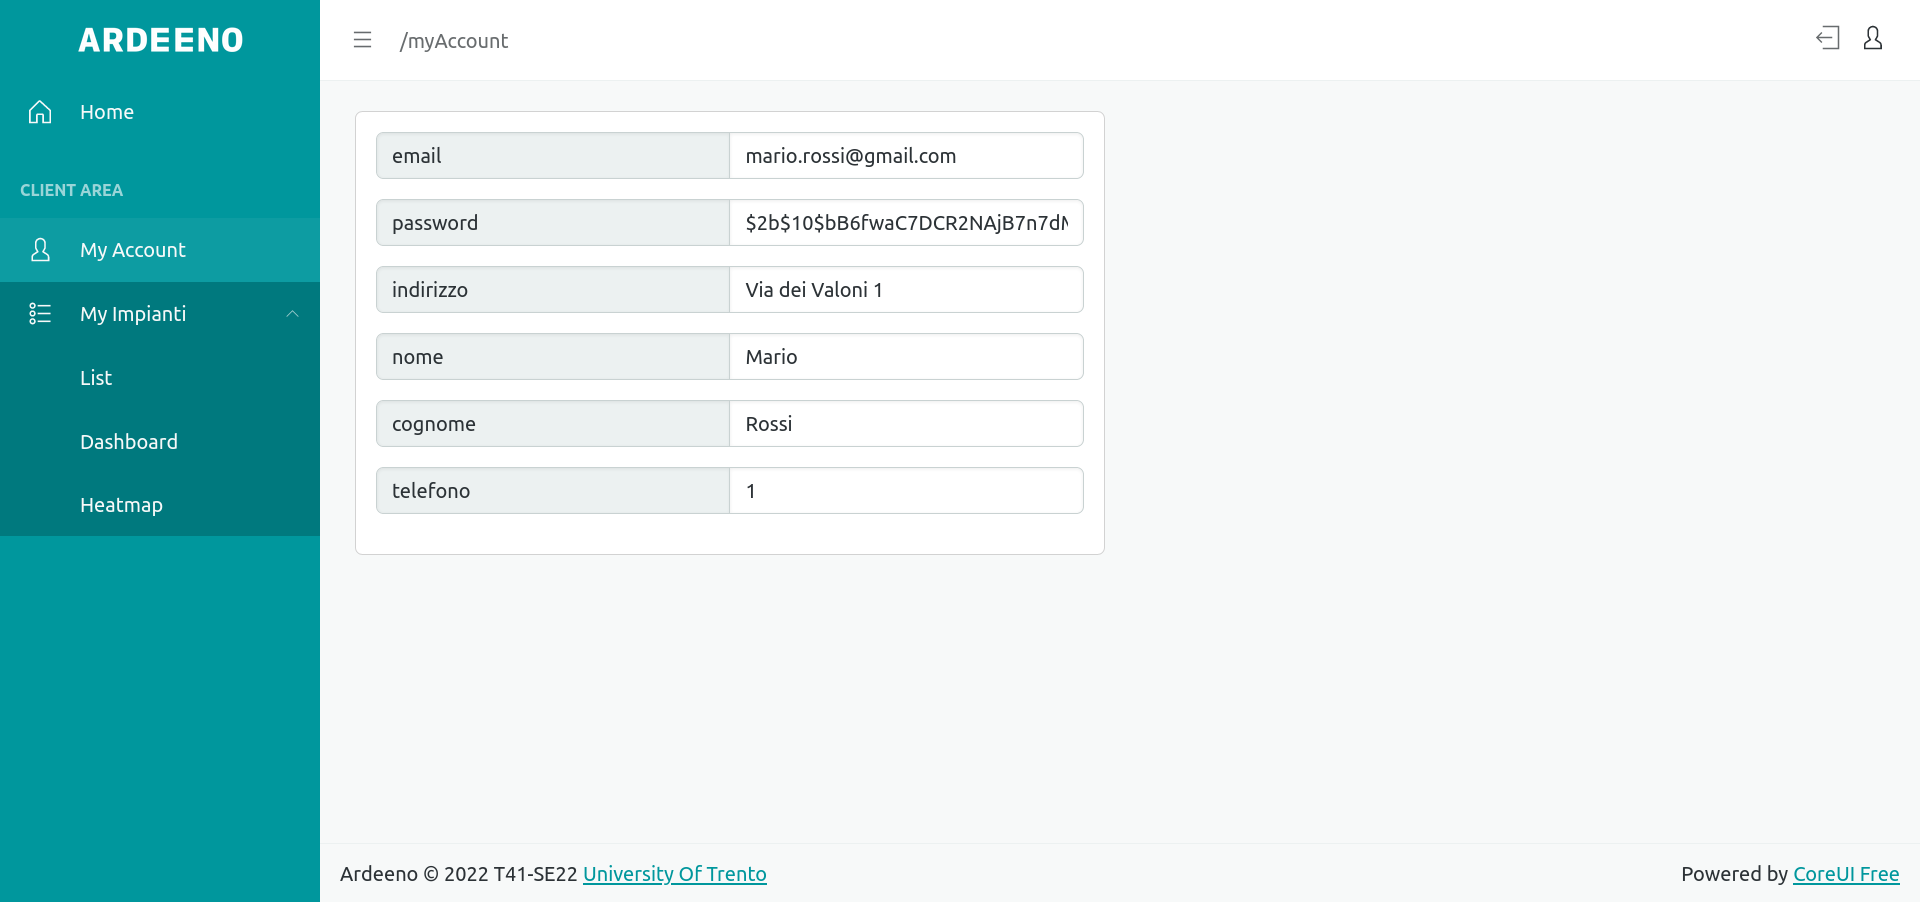 ARDEENO
Home
CLIENT AREA
My Account
My Impianti
List
Dashboard
Heatmap
/myAccount
email mario.rossi@gmail.com
password $2b$10$bB6fwaC7DCR2NAjB7n7dM
indirizzo Via dei Valoni 1
nome Mario
cognome Rossi
telefono 1
Ardeeno © 2022 T41-SE22 University Of Trento
Powered by CoreUI Free